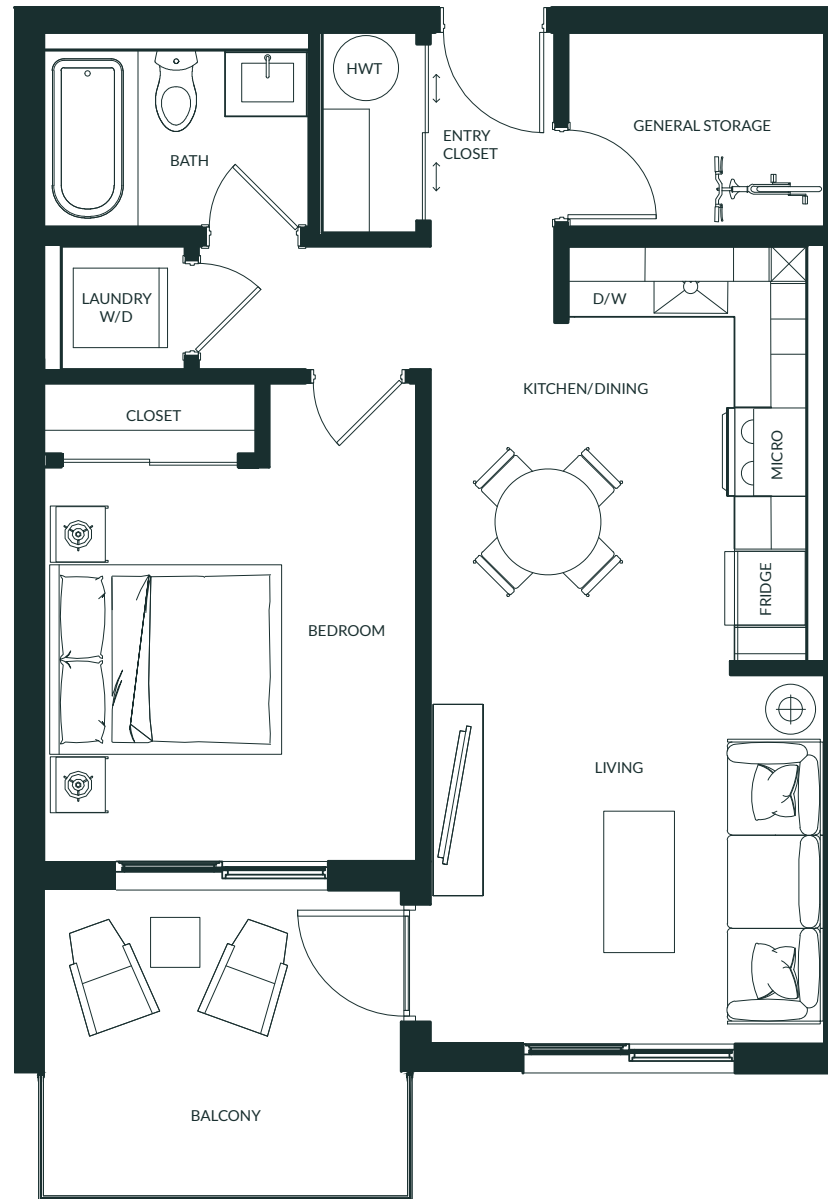 HWT
GENERAL STORAGE
ENTRY
CLOSET
BATH
LAUNDRY
W/D
D/W
KITCHEN/DINING
CLOSET
MICRO
FRIDGE
BEDROOM
LIVING
BALCONY